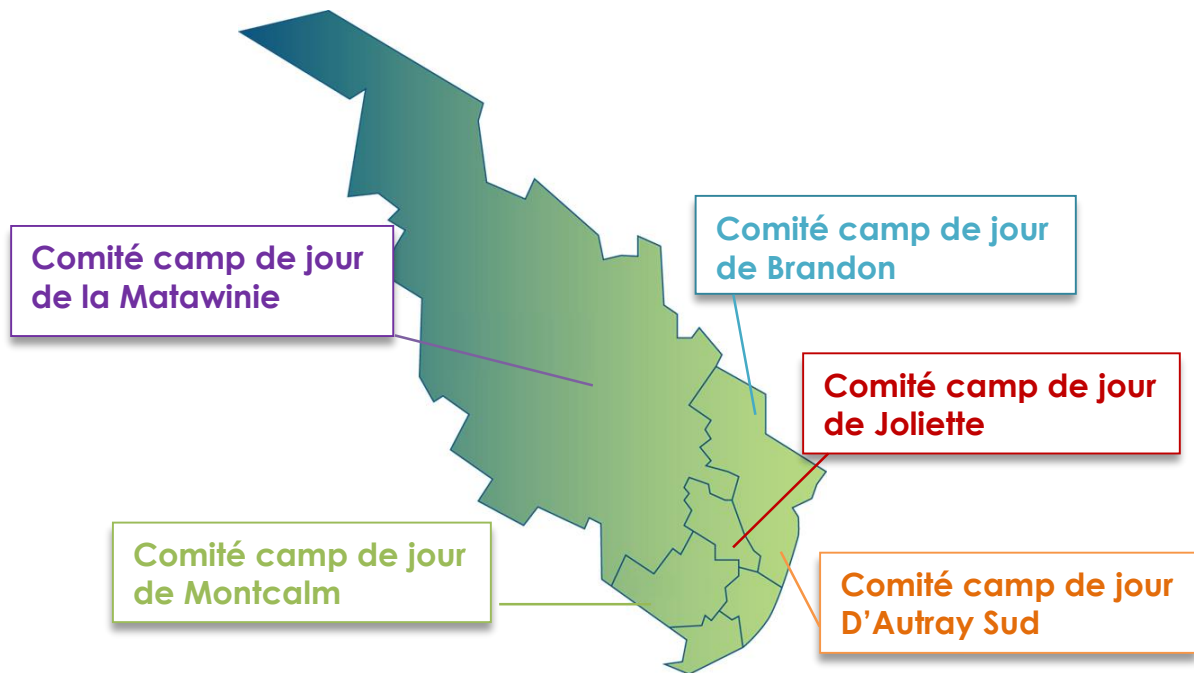 Comité camp de jour
de la Matawinie
Comité camp de jour
de Brandon
Comité camp de jour
de Joliette
Comité camp de jour
de Montcalm
Comité camp de jour
D’Autray Sud